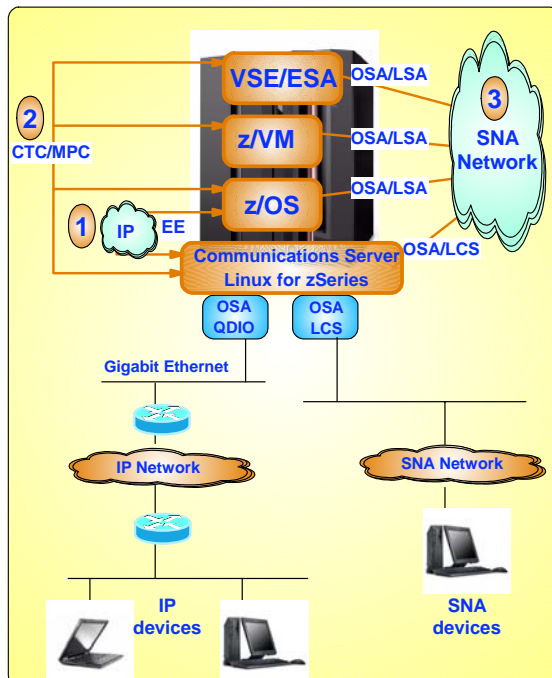 VSE/ESA
OSA/LSA
3
2
z/VM
OSA/LSA
SNA
Network
CTC/MPC
OSA/LSA
1
IP
EE
z/OS
Communications Server
Linux for zSeries
OSA/LCS
OSA
QDIO
OSA
LCS
Gigabit Ethernet
IP Network
SNA Network
IP
devices
SNA
devices